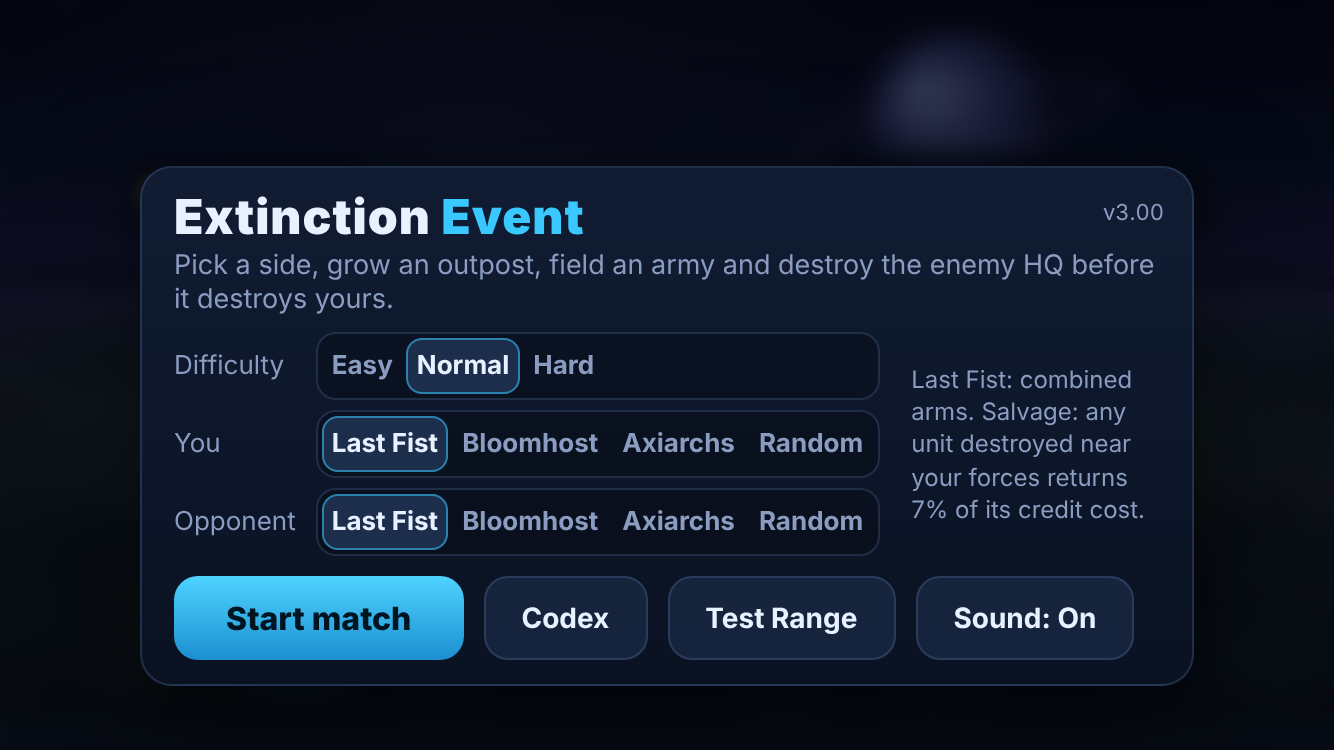 Extinction Event
v3.00
Pick a side, grow an outpost, field an army and destroy the enemy HQ before
it destroys yours.
Difficulty
Easy Normal Hard
You
Last Fist Bloomhost Axiarchs Random
Opponent
Last Fist Bloomhost Axiarchs Random
Last Fist: combined
arms. Salvage: any
unit destroyed near
your forces returns
7% of its credit cost.
Start match
Codex
Test Range
Sound: On